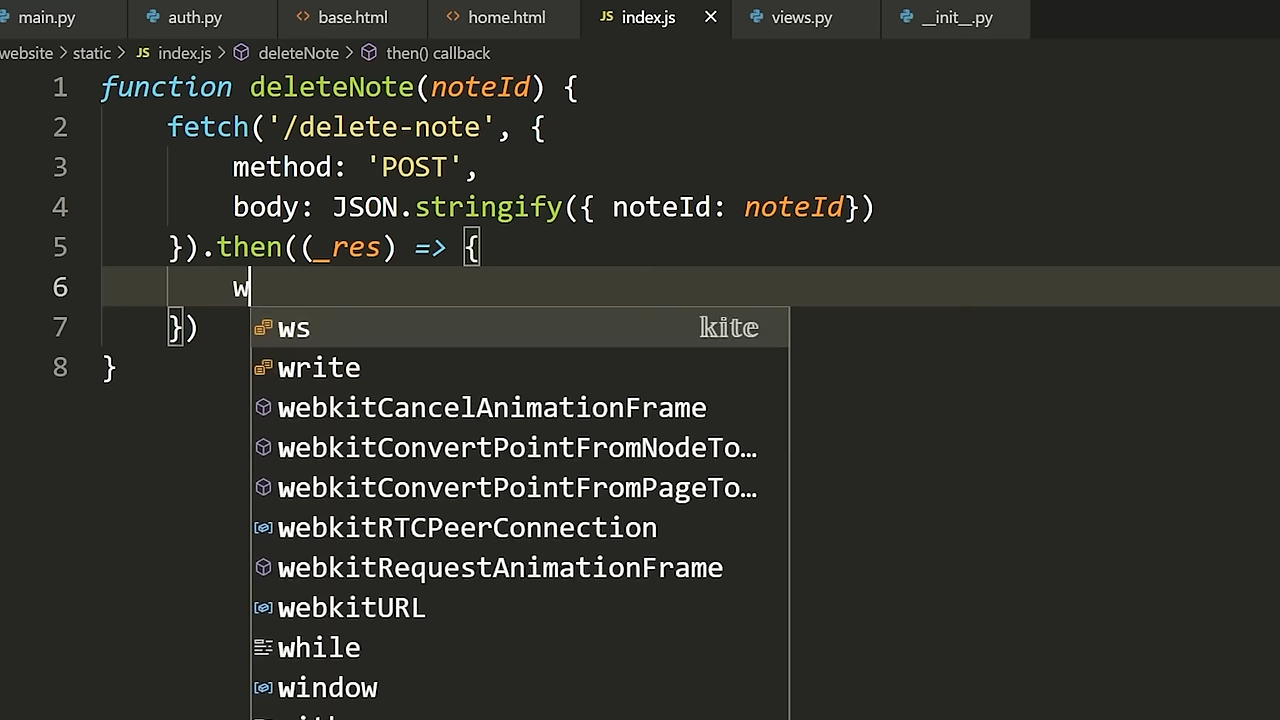 main.py auth.py base.html home.html JS index.js × views.py __init__.py
website > static > JS index.js > deleteNote > then() callback
1 function deleteNote(noteId) {
2 fetch('/delete-note', {
3 method: 'POST',
4 body: JSON.stringify({ noteId: noteId})
5 }).then((_res) => {
6 w
7 })
8 }
ws kite
write
webkitCancelAnimationFrame
webkitConvertPointFromNodeTo…
webkitConvertPointFromPageTo…
webkitRTCPeerConnection
webkitRequestAnimationFrame
webkitURL
while
window